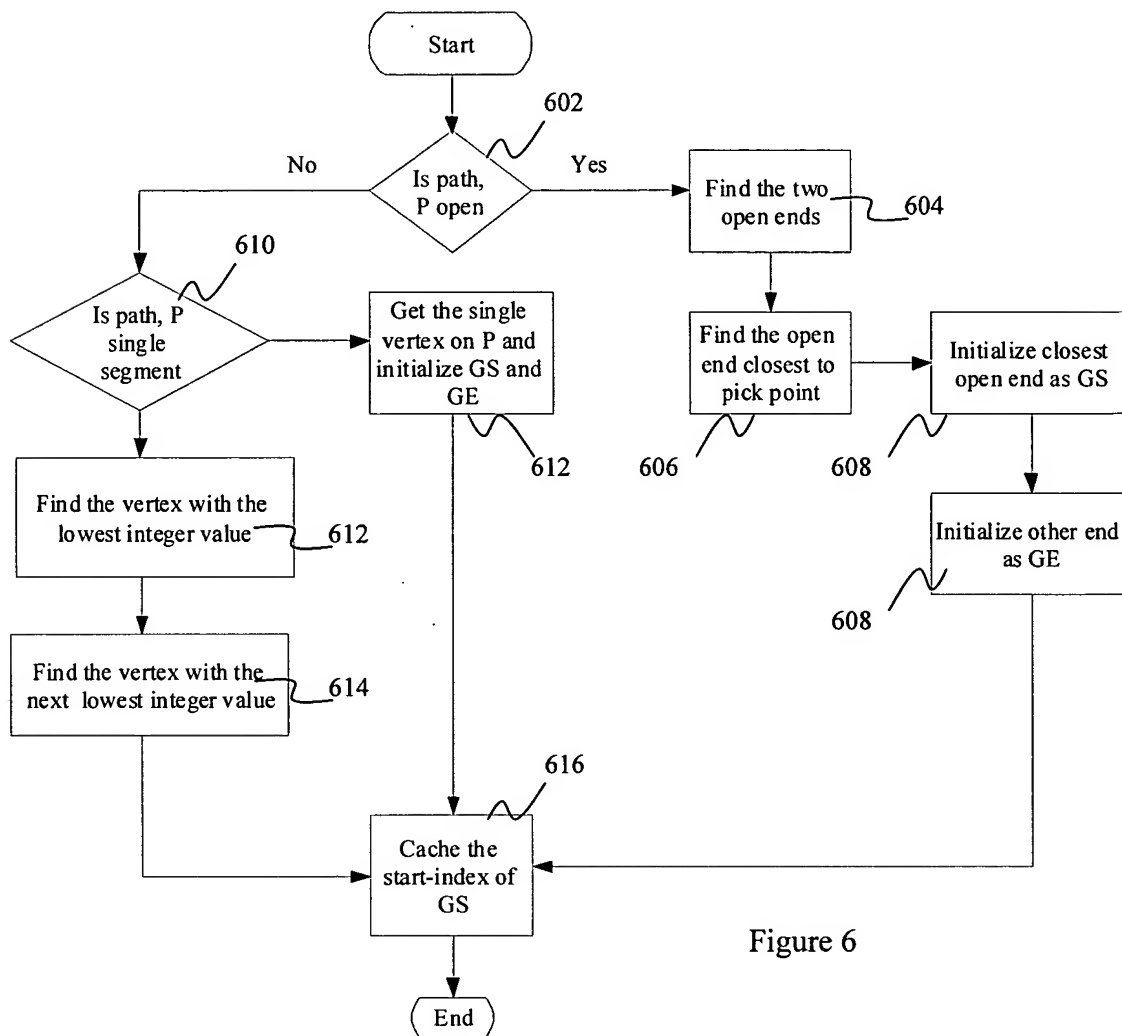 Start
602
No
Yes
Is path,
P open
Find the two
open ends
604
610
Is path, P
single
segment
Get the single
vertex on P and
initialize GS and
GE
Find the open
end closest to
pick point
Initialize closest
open end as GS
612
606
608
Find the vertex with the
lowest integer value
612
Initialize other end
as GE
608
Find the vertex with the
next lowest integer value
614
616
Cache the
start-index of
GS
Figure 6
End